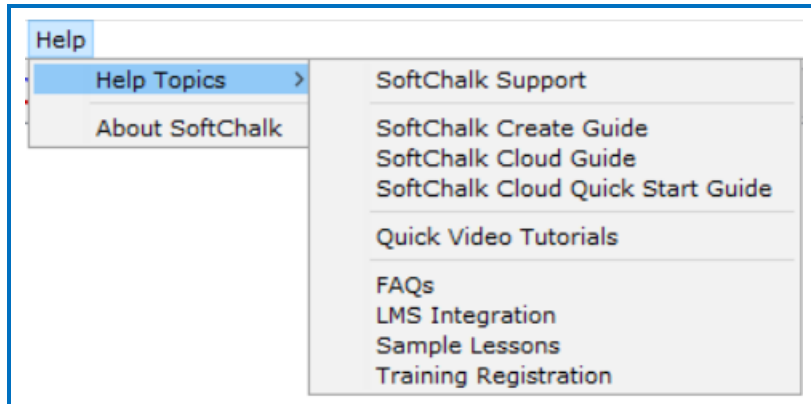 Help
Help Topics
About SoftChalk
SoftChalk Support
SoftChalk Create Guide
SoftChalk Cloud Guide
SoftChalk Cloud Quick Start Guide
Quick Video Tutorials
FAQs
LMS Integration
Sample Lessons
Training Registration